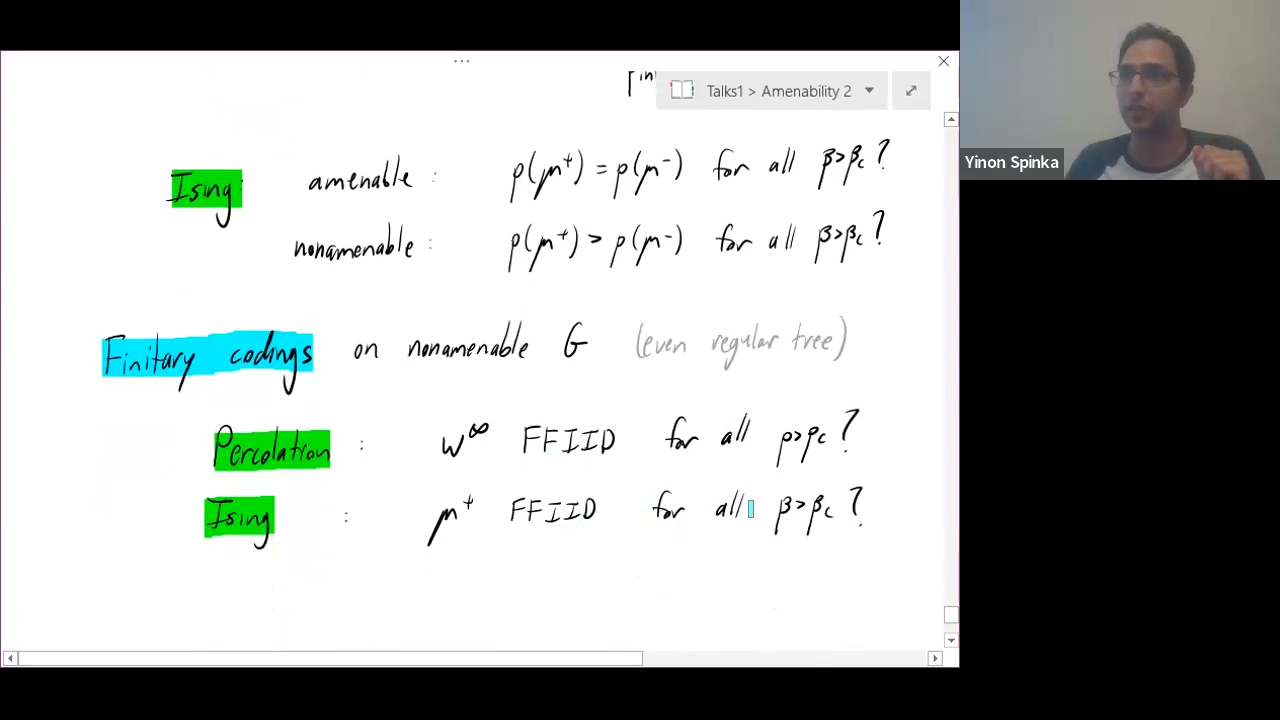 Talks1 > Amenability 2
Yinon Spinka
Ising: amenable : p(μ⁺) = p(μ⁻) for all β>βc ?
nonamenable : p(μ⁺) > p(μ⁻) for all β>βc ?
Finitary codings on nonamenable G (even regular tree)
Percolation : w^∞ FFIID for all p>pc ?
Ising : μ⁺ FFIID for all β>βc ?